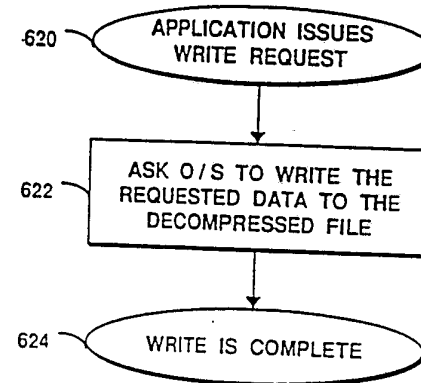 620
APPLICATION ISSUES
WRITE REQUEST
622
ASK O/S TO WRITE THE
REQUESTED DATA TO THE
DECOMPRESSED FILE
624
WRITE IS COMPLETE